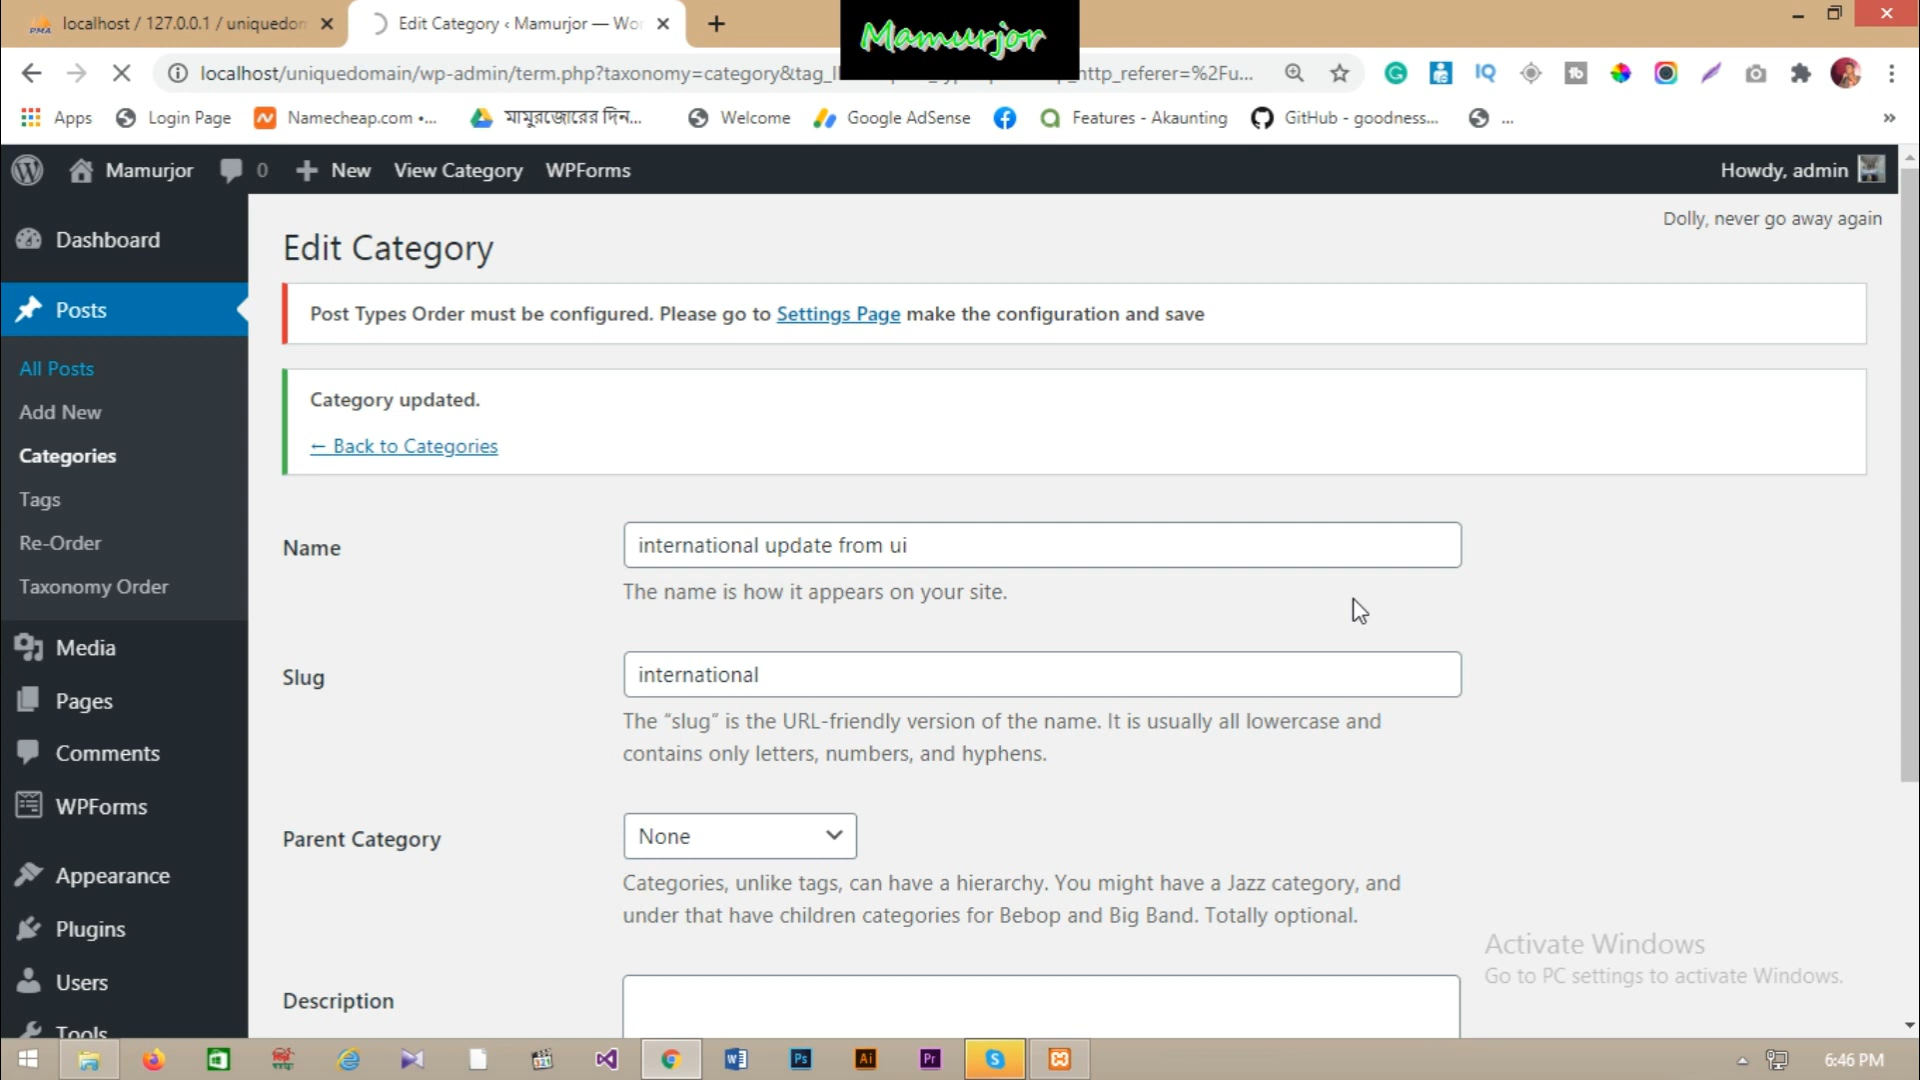 localhost / 127.0.0.1 / uniquedom
Edit Category ‹ Mamurjor — Wor
Mamurjor
localhost/uniquedomain/wp-admin/term.php?taxonomy=category&tag_I
_http_referer=%2Fu...
IQ
Apps
Login Page
Namecheap.com •...
মামুরজোরের দিন...
Welcome
Google AdSense
Features - Akaunting
GitHub - goodness...
...
»
Mamurjor
0
New
View Category
WPForms
Howdy, admin
Dolly, never go away again
Dashboard
Posts
All Posts
Add New
Categories
Tags
Re-Order
Taxonomy Order
Media
Pages
Comments
WPForms
Appearance
Plugins
Users
Tools
Edit Category
Post Types Order must be configured. Please go to Settings Page make the configuration and save
Category updated.
← Back to Categories
Name
international update from ui
The name is how it appears on your site.
Slug
international
The “slug” is the URL-friendly version of the name. It is usually all lowercase and
contains only letters, numbers, and hyphens.
Parent Category
None
Categories, unlike tags, can have a hierarchy. You might have a Jazz category, and
under that have children categories for Bebop and Big Band. Totally optional.
Description
Activate Windows
Go to PC settings to activate Windows.
Ps
Ai
Pr
6:46 PM